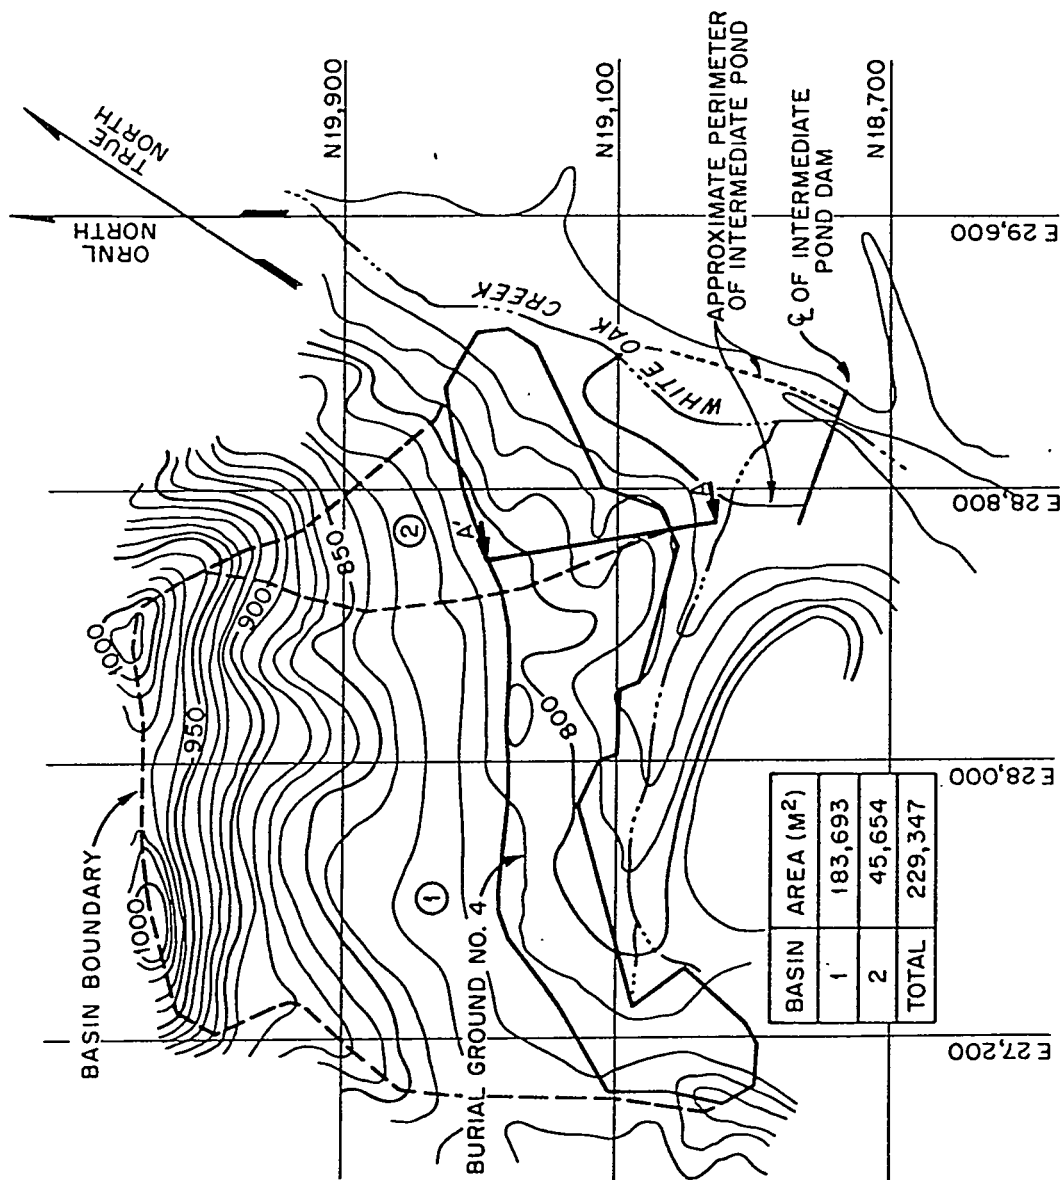 TRUE
NORTH
ORNL
NORTH
N19,900
N19,100
N18,700
APPROXIMATE PERIMETER
OF INTERMEDIATE POND
℄ OF INTERMEDIATE
POND DAM
E 29,600
E 28,800
E 28,000
E 27,200
WHITE OAK CREEK
BASIN BOUNDARY
BURIAL GROUND NO. 4
1000
1000
950
900
850
800
1
2
A'
A
BASIN AREA (M²)
1 183,693
2 45,654
TOTAL 229,347